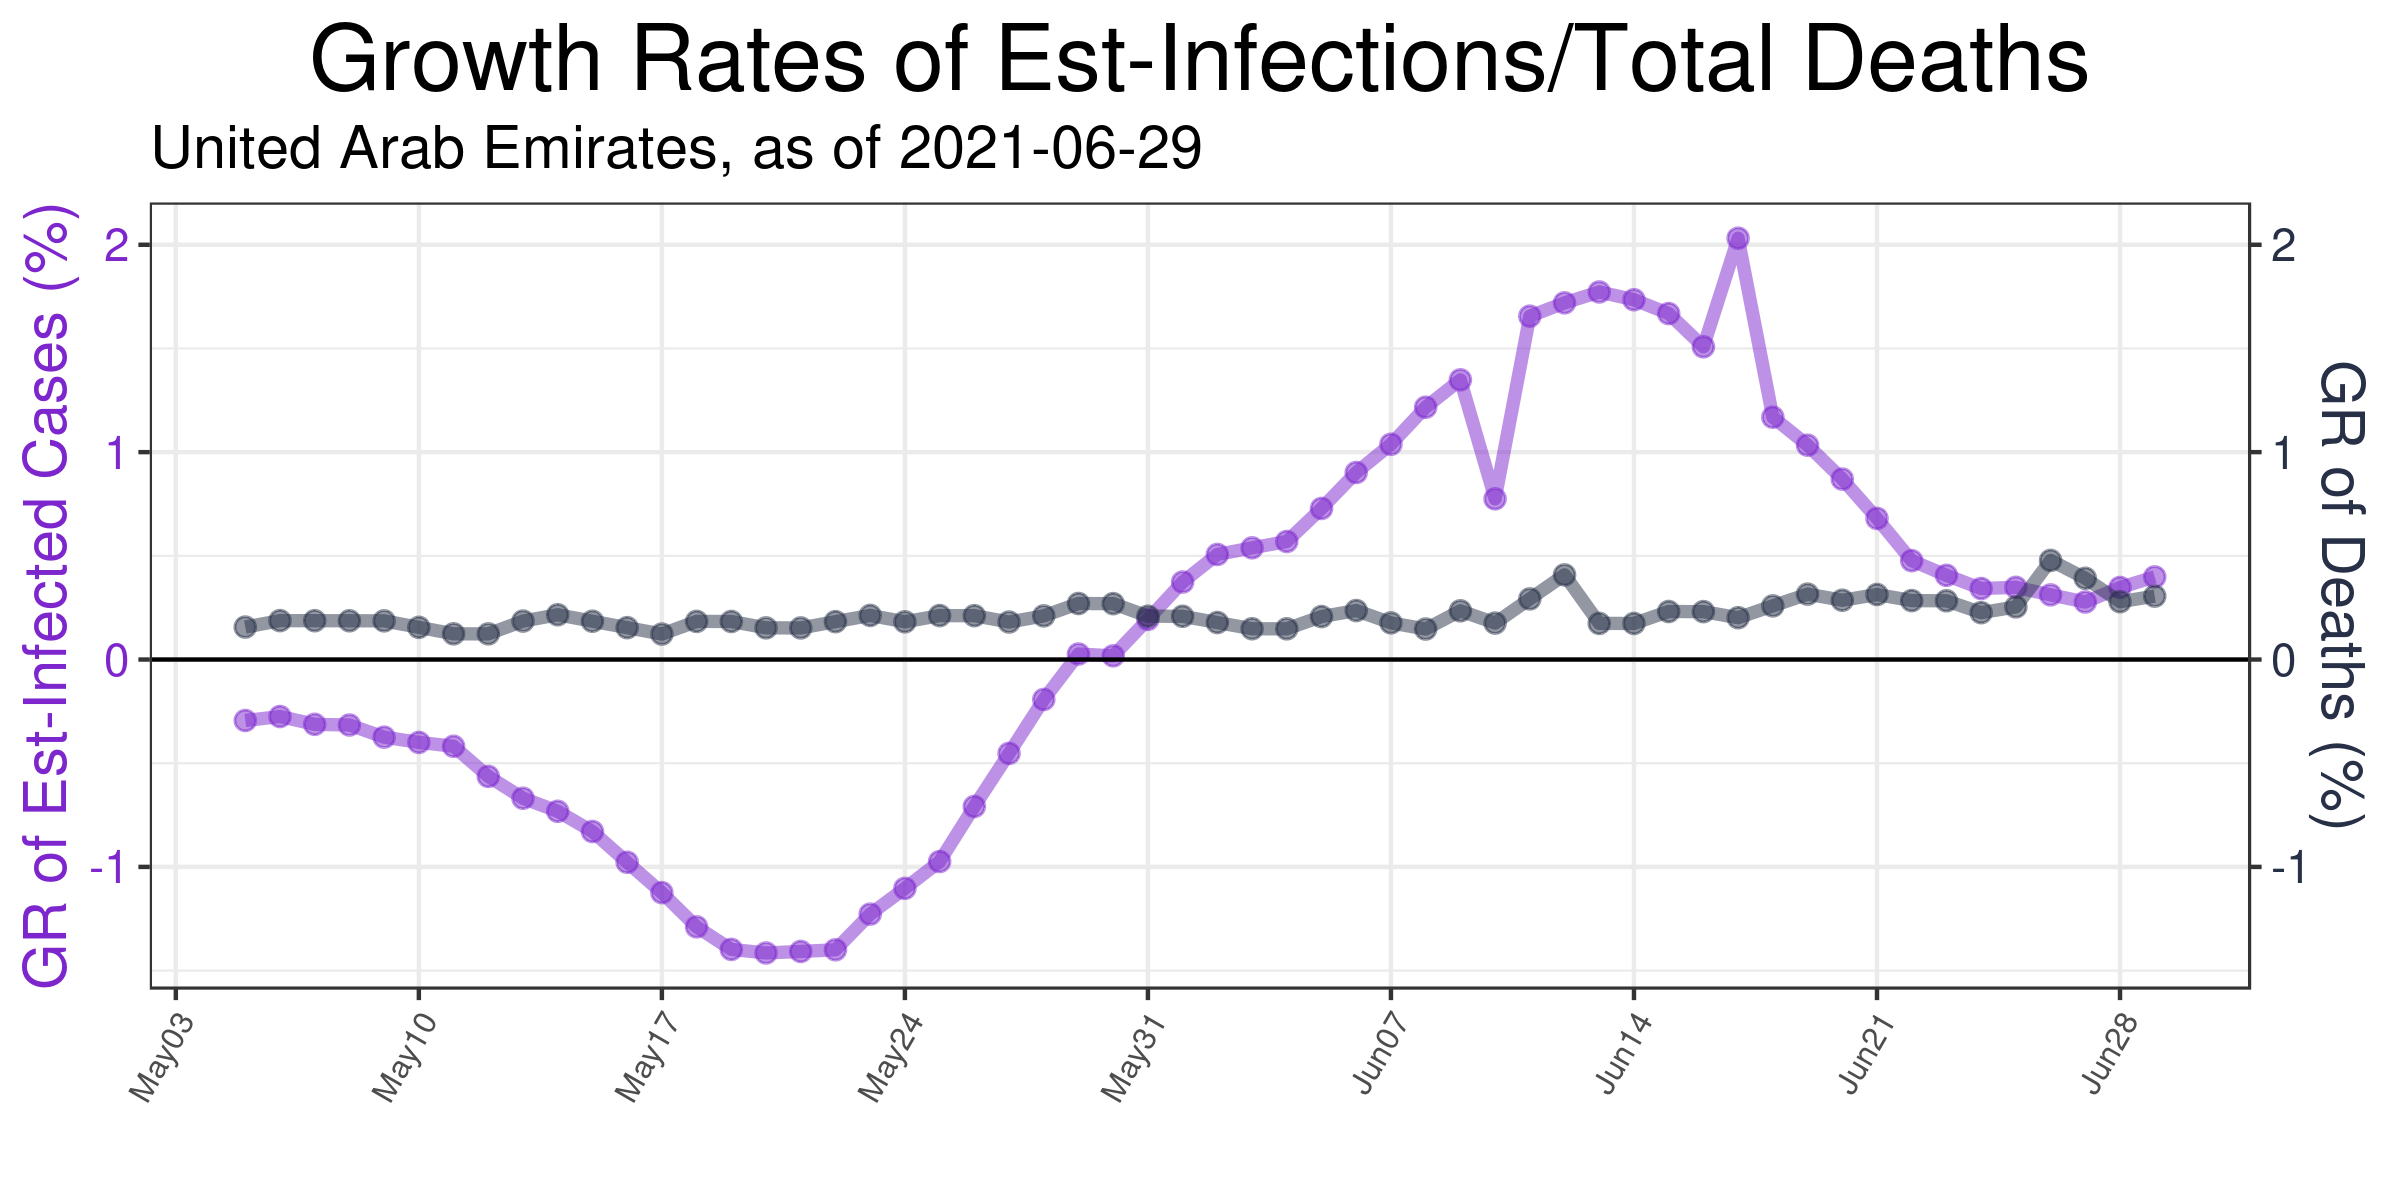 Growth Rates of Est-Infections/Total Deaths
United Arab Emirates, as of 2021-06-29
GR of Est-Infected Cases (%)
2
1
0
-1
2
1
0
-1
GR of Deaths (%)
May03
May10
May17
May24
May31
Jun07
Jun14
Jun21
Jun28